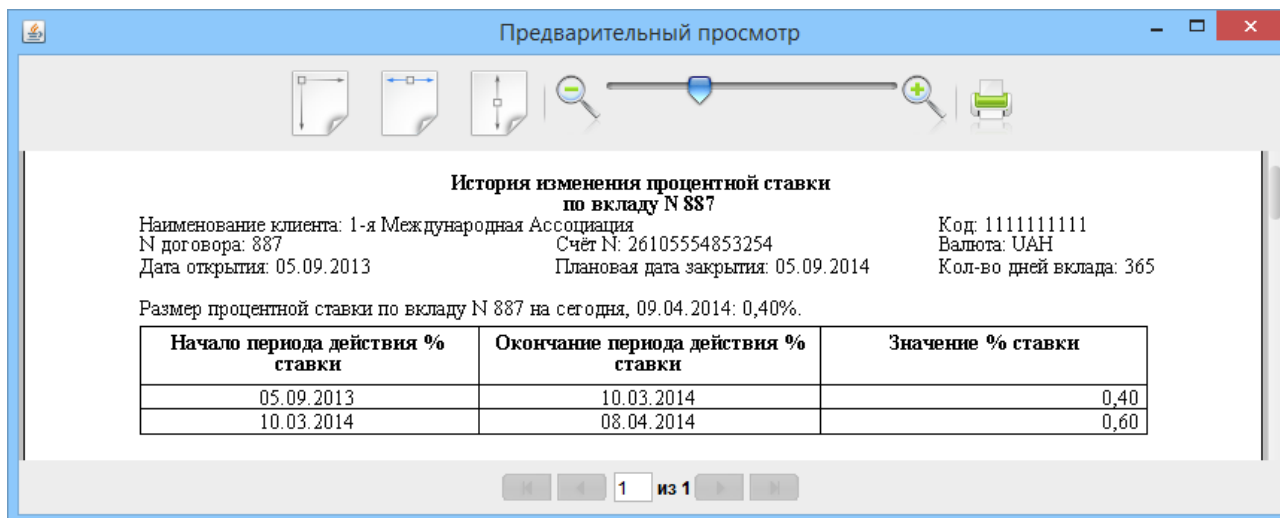 Предварительный просмотр
История изменения процентной ставки
по вкладу N 887
Наименование клиента: 1-я Международная Ассоциация Код: 1111111111
N договора: 887 Счёт N: 26105554853254 Валюта: UAH
Дата открытия: 05.09.2013 Плановая дата закрытия: 05.09.2014 Кол-во дней вклада: 365
Размер процентной ставки по вкладу N 887 на сегодня, 09.04.2014: 0,40%.
Начало периода действия % ставки Окончание периода действия % ставки Значение % ставки
05.09.2013 10.03.2014 0,40
10.03.2014 08.04.2014 0,60
1 из 1